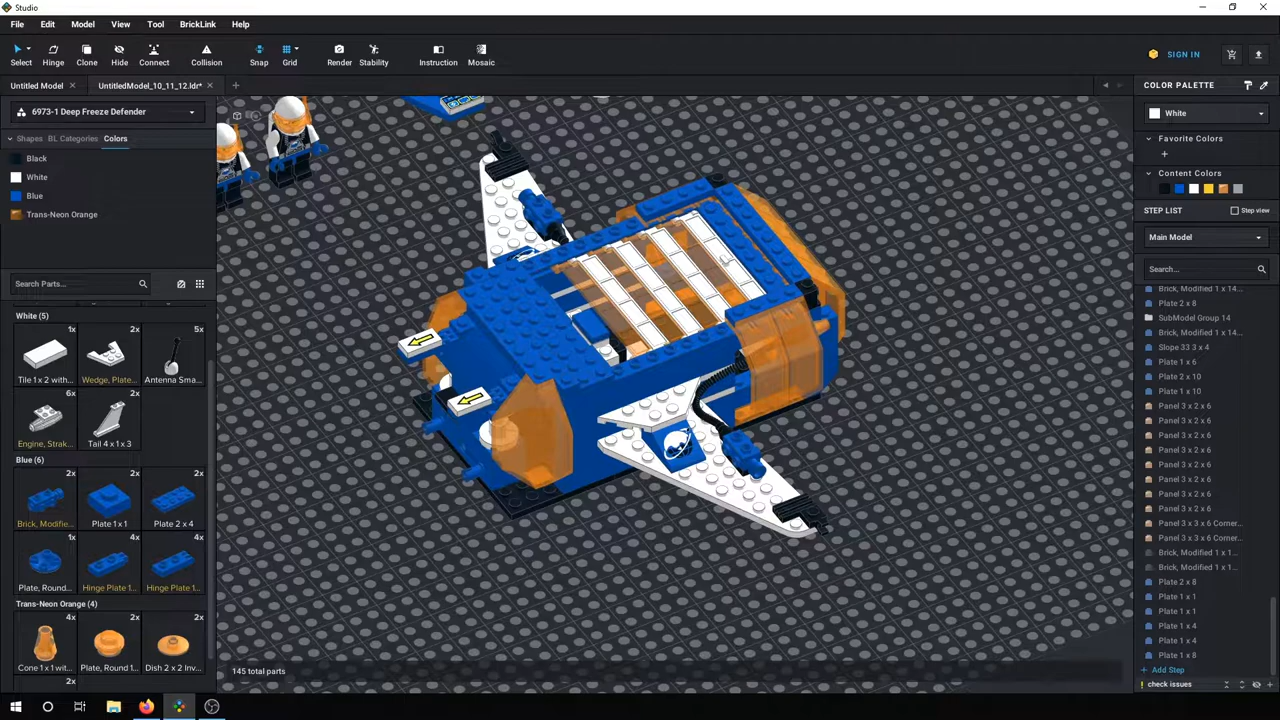 Studio
File Edit Model View Tool BrickLink Help
Select Hinge Clone Hide Connect Collision Snap Grid Render Stability Instruction Mosaic
SIGN IN
Untitled Model
UntitledModel_10_11_12.ldr*
6973-1 Deep Freeze Defender
Shapes BL Categories Colors
Black
White
Blue
Trans-Neon Orange
Search Parts...
White (5)
1x 2x 5x
Tile 1 x 2 with... Wedge, Plate... Antenna Sma...
6x 2x
Engine, Strak... Tail 4 x 1 x 3
Blue (6)
2x 2x 2x
Brick, Modifie... Plate 1 x 1 Plate 2 x 4
1x 4x 4x
Plate, Round... Hinge Plate 1... Hinge Plate 1...
Trans-Neon Orange (4)
4x 2x 2x
Cone 1 x 1 wit... Plate, Round 1... Dish 2 x 2 Inv...
2x
145 total parts
COLOR PALETTE
White
Favorite Colors
Content Colors
STEP LIST
Step view
Main Model
Search...
Brick, Modified 1 x 14...
Plate 2 x 8
SubModel Group 14
Brick, Modified 1 x 14...
Slope 33 3 x 4
Plate 1 x 6
Plate 2 x 10
Plate 1 x 10
Panel 3 x 2 x 6
Panel 3 x 2 x 6
Panel 3 x 2 x 6
Panel 3 x 2 x 6
Panel 3 x 2 x 6
Panel 3 x 2 x 6
Panel 3 x 2 x 6
Panel 3 x 2 x 6
Panel 3 x 3 x 6 Corner...
Panel 3 x 3 x 6 Corner...
Brick, Modified 1 x 1...
Brick, Modified 1 x 1...
Plate 2 x 8
Plate 1 x 1
Plate 1 x 1
Plate 1 x 4
Plate 1 x 4
Plate 1 x 8
Add Step
check issues